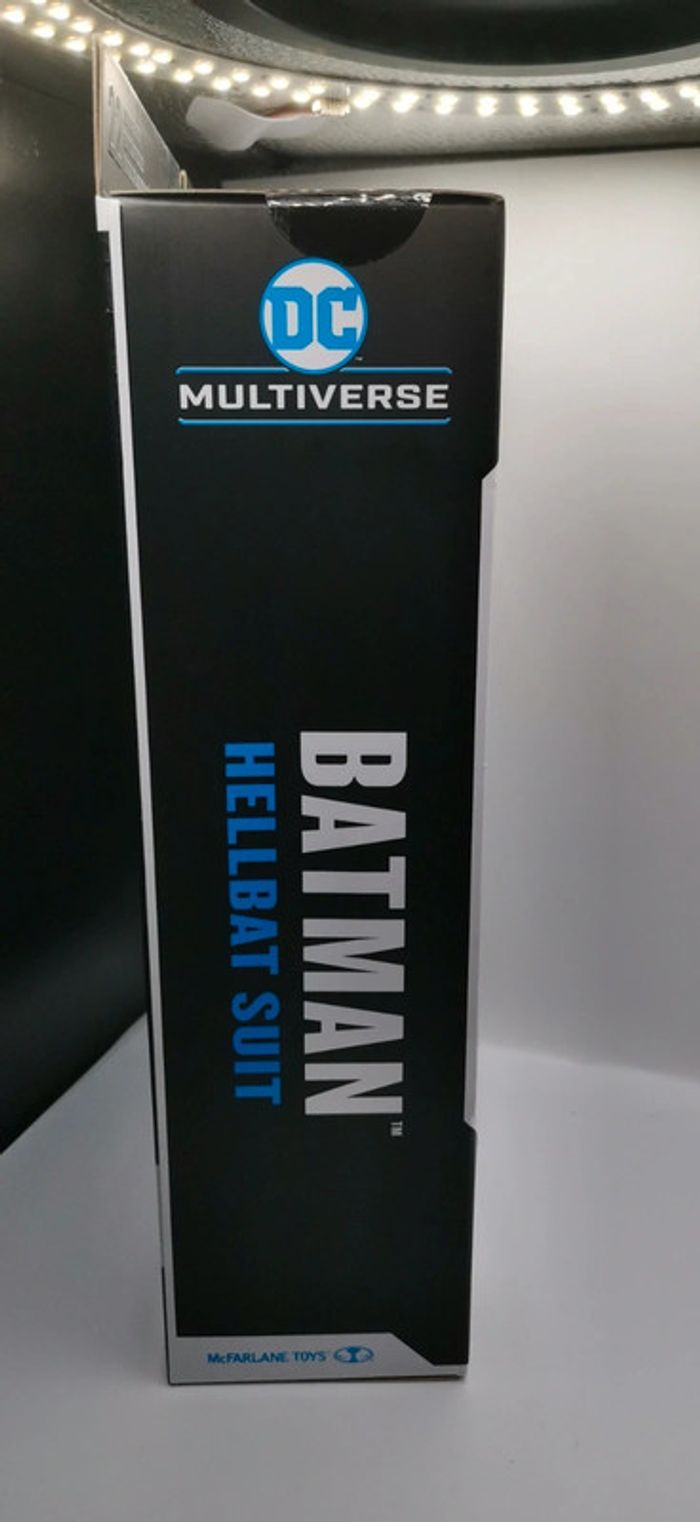 DC
MULTIVERSE
BATMAN™
HELLBAT SUIT
McFARLANE TOYS